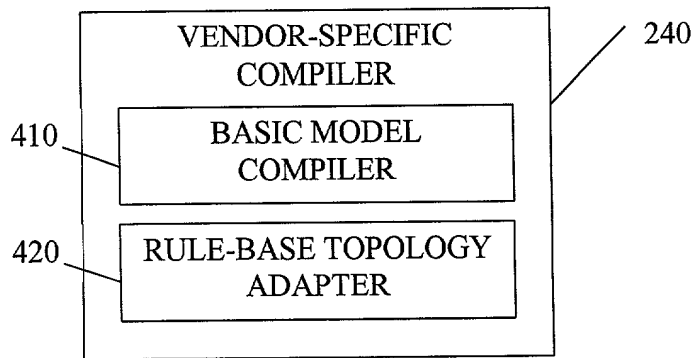 VENDOR-SPECIFIC
COMPILER
240
410
BASIC MODEL
COMPILER
420
RULE-BASE TOPOLOGY
ADAPTER